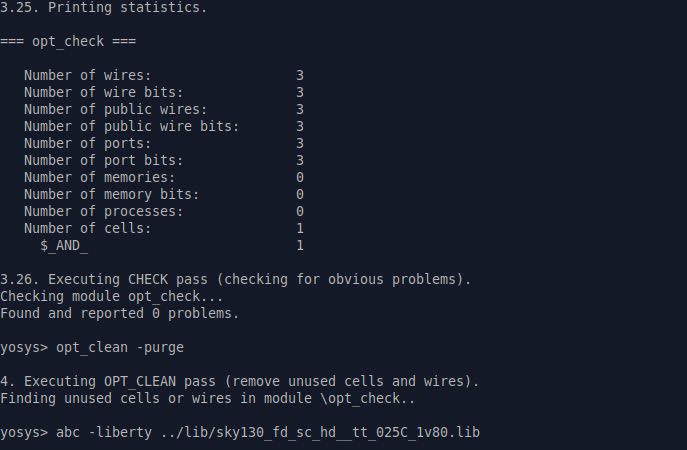 3.25. Printing statistics.

=== opt_check ===

   Number of wires:                  3
   Number of wire bits:              3
   Number of public wires:           3
   Number of public wire bits:       3
   Number of ports:                  3
   Number of port bits:              3
   Number of memories:               0
   Number of memory bits:            0
   Number of processes:              0
   Number of cells:                  1
     $_AND_                          1

3.26. Executing CHECK pass (checking for obvious problems).
Checking module opt_check...
Found and reported 0 problems.

yosys> opt_clean -purge

4. Executing OPT_CLEAN pass (remove unused cells and wires).
Finding unused cells or wires in module \opt_check..

yosys> abc -liberty ../lib/sky130_fd_sc_hd__tt_025C_1v80.lib